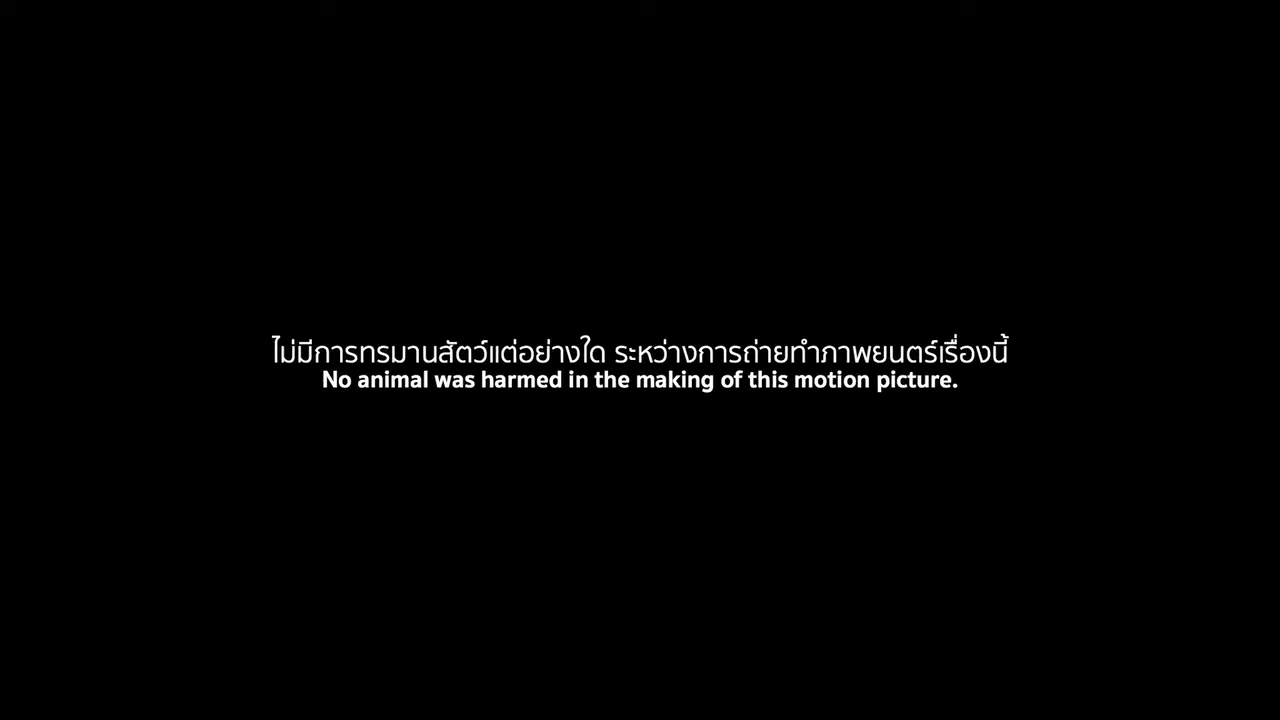 ไม่มีการทรมานสัตว์แต่อย่างใด ระหว่างการถ่ายทำภาพยนตร์เรื่องนี้
No animal was harmed in the making of this motion picture.